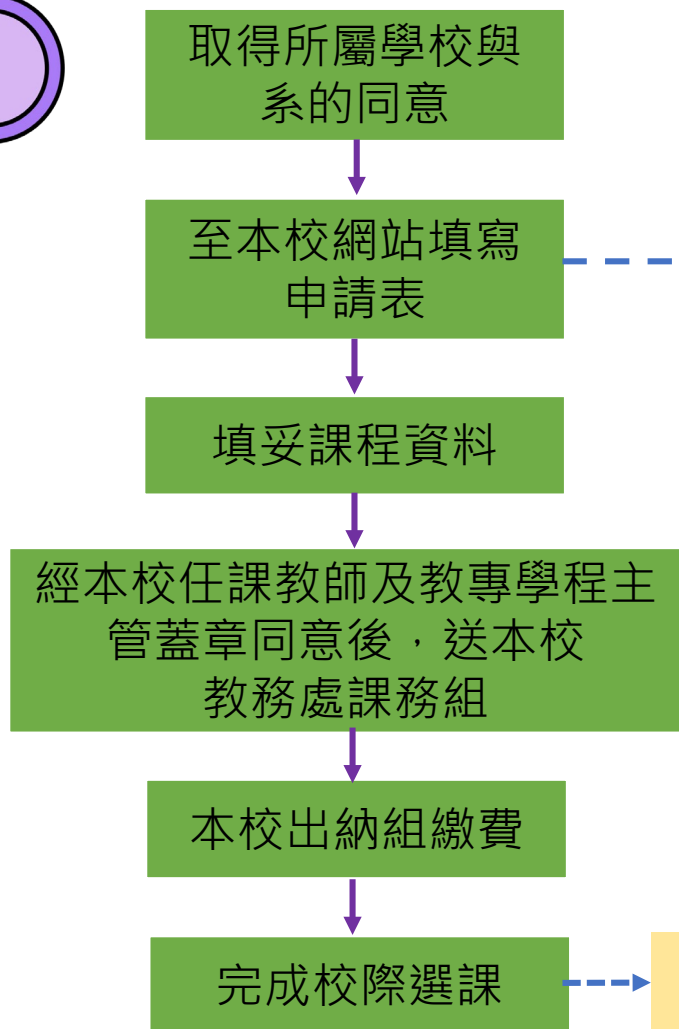 取得所屬學校與
系的同意
至本校網站填寫
申請表
填妥課程資料
經本校任課教師及教專學程主
管蓋章同意後，送本校
教務處課務組
本校出納組繳費
完成校際選課